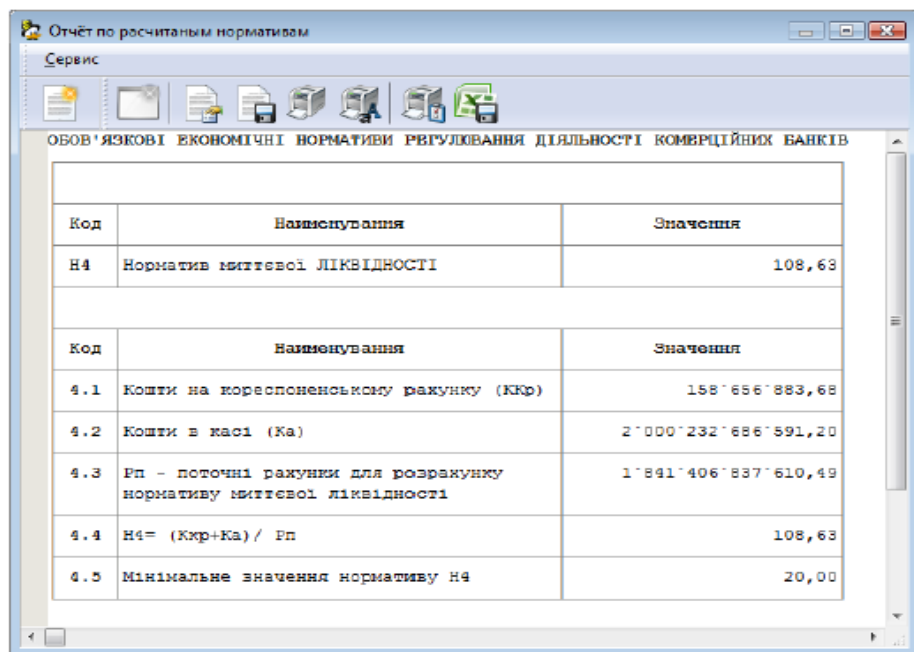 Отчёт по расчитаным нормативам
Сервис
ОБОВ'ЯЗКОВІ ЕКОНОМІЧНІ НОРМАТИВИ РЕГУЛЮВАННЯ ДІЯЛЬНОСТІ КОМЕРЦІЙНИХ БАНКІВ
Код Наименування Значення
Н4 Норматив миттєвої ЛІКВІДНОСТІ 108,63
Код Наименування Значення
4.1 Кошти на кореспоненському рахунку (ККр) 158`656`883,68
4.2 Кошти в касі (Ка) 2`000`232`686`591,20
4.3 Рп - поточні рахунки для розрахунку 1`841`406`837`610,49
нормативу миттєвої ліквідності
4.4 Н4= (Ккр+Ка)/ Рп 108,63
4.5 Мінімальне значення нормативу Н4 20,00